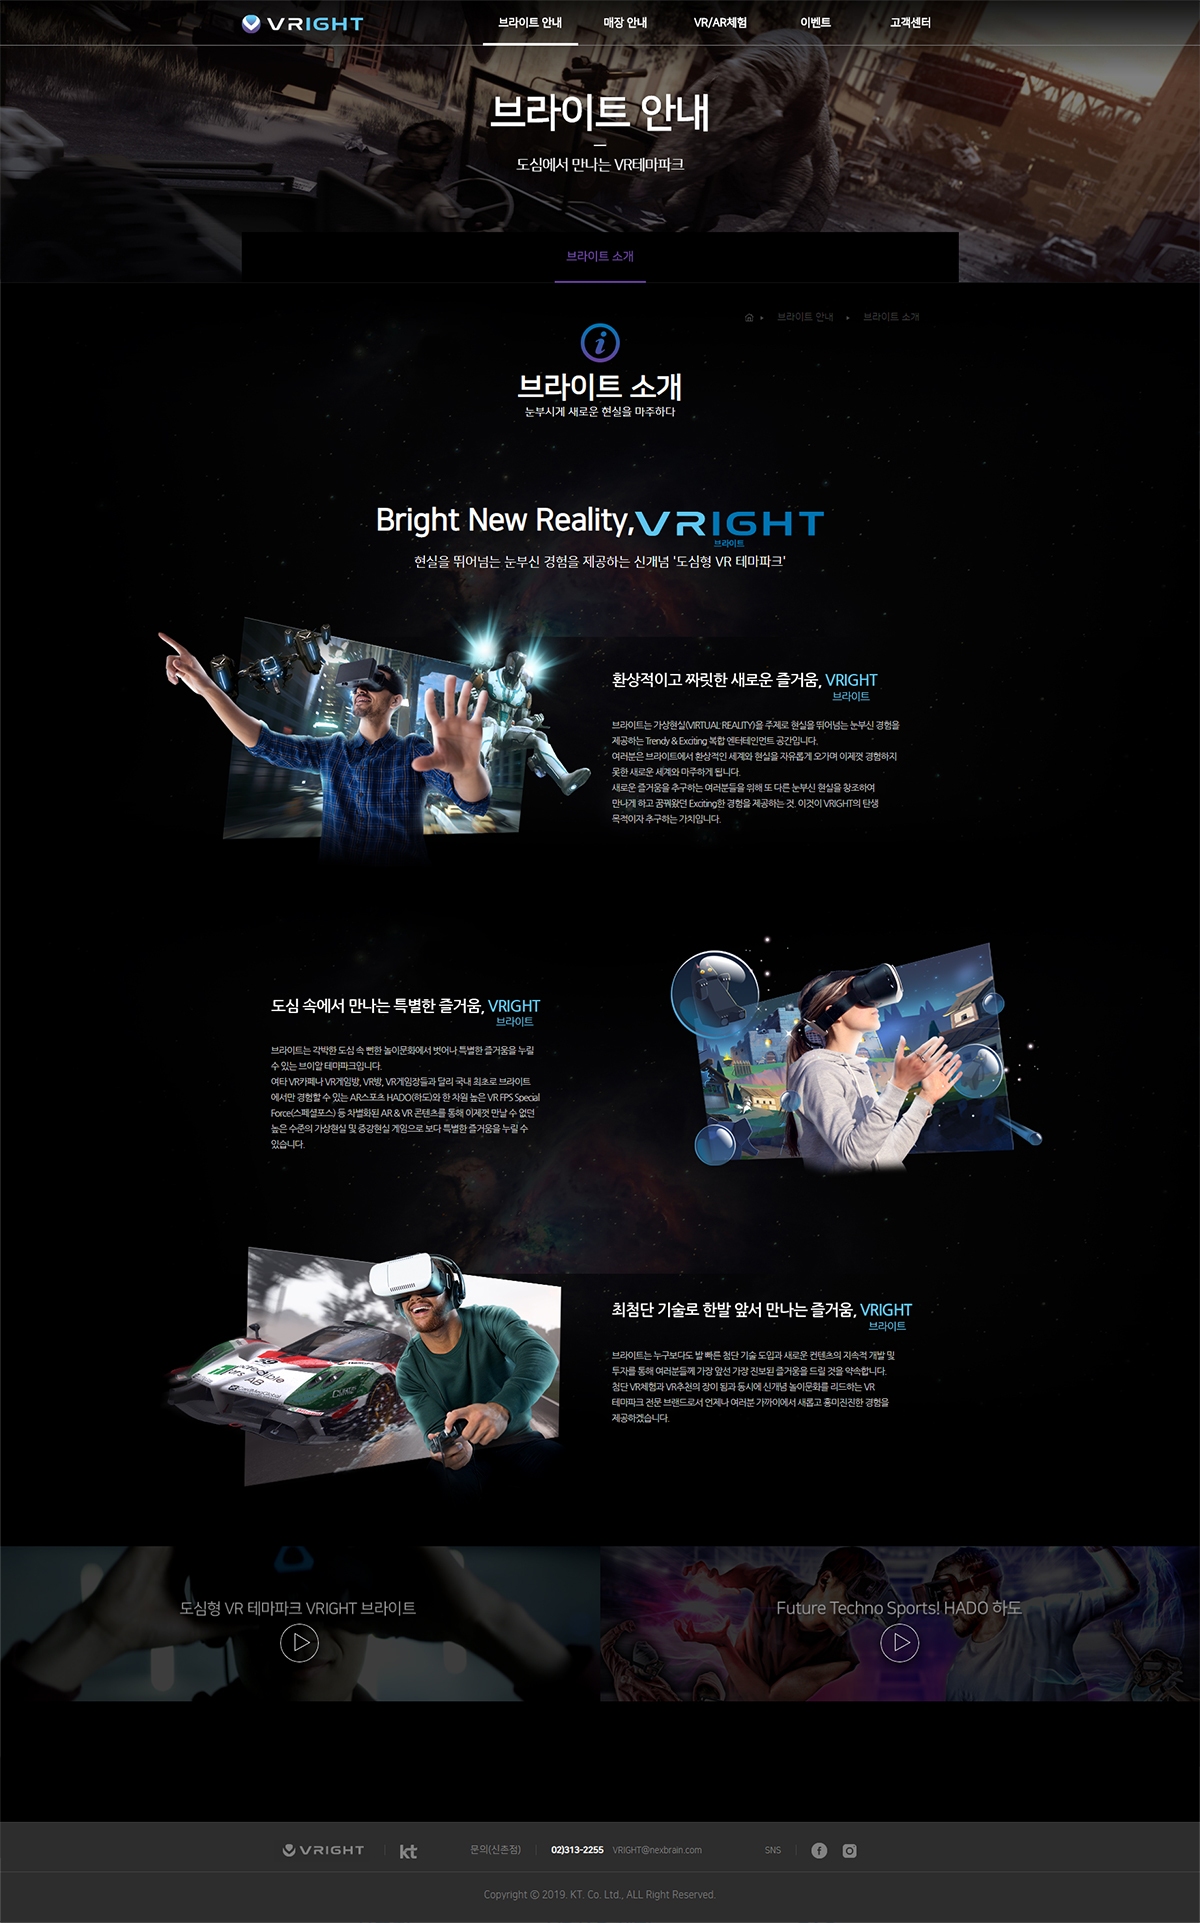 VRIGHT
브라이트 안내 매장 안내 VR/AR체험 이벤트 고객센터
브라이트 안내
도심에서 만나는 VR테마파크
브라이트 소개
브라이트 안내 브라이트 소개
브라이트 소개
눈부시게 새로운 현실을 마주하다
Bright New Reality, VRIGHT
브라이트
현실을 뛰어넘는 눈부신 경험을 제공하는 신개념 '도심형 VR 테마파크'
환상적이고 짜릿한 새로운 즐거움, VRIGHT
브라이트
브라이트는 가상현실(VIRTUAL REALITY)을 주제로 현실을 뛰어넘는 눈부신 경험을
제공하는 Trendy & Exciting 복합 엔터테인먼트 공간입니다.
여러분은 브라이트에서 환상적인 세계와 현실을 자유롭게 오가며 이제껏 경험하지
못한 새로운 세계와 마주하게 됩니다.
새로운 즐거움을 추구하는 여러분들을 위해 또 다른 눈부신 현실을 창조하여
만나게 하고 꿈꿔왔던 Exciting한 경험을 제공하는 것. 이것이 VRIGHT의 탄생
목적이자 추구하는 가치입니다.
도심 속에서 만나는 특별한 즐거움, VRIGHT
브라이트
브라이트는 각박한 도심 속 뻔한 놀이문화에서 벗어나 특별한 즐거움을 누릴
수 있는 브이알 테마파크입니다.
여타 VR카페나 VR게임방, VR방, VR게임장들과 달리 국내 최초로 브라이트
에서만 경험할 수 있는 AR스포츠 HADO(하도)와 한 차원 높은 VR FPS Special
Force(스페셜포스) 등 차별화된 AR & VR 콘텐츠를 통해 이제껏 만날 수 없던
높은 수준의 가상현실 및 증강현실 게임으로 보다 특별한 즐거움을 누릴 수
있습니다.
최첨단 기술로 한발 앞서 만나는 즐거움, VRIGHT
브라이트
브라이트는 누구보다도 발 빠른 첨단 기술 도입과 새로운 컨텐츠의 지속적 개발 및
투자를 통해 여러분들께 가장 앞선 가장 진보된 즐거움을 드릴 것을 약속합니다.
첨단 VR체험과 VR추천의 장이 됨과 동시에 신개념 놀이문화를 리드하는 VR
테마파크 전문 브랜드로서 언제나 여러분 가까이에서 새롭고 흥미진진한 경험을
제공하겠습니다.
도심형 VR 테마파크 VRIGHT 브라이트
Future Techno Sports! HADO 하도
VRIGHT kt 문의(신촌점) 02)313-2255 VRIGHT@nexbrain.com SNS
Copyright ⓒ 2019. KT. Co. Ltd., ALL Right Reserved.